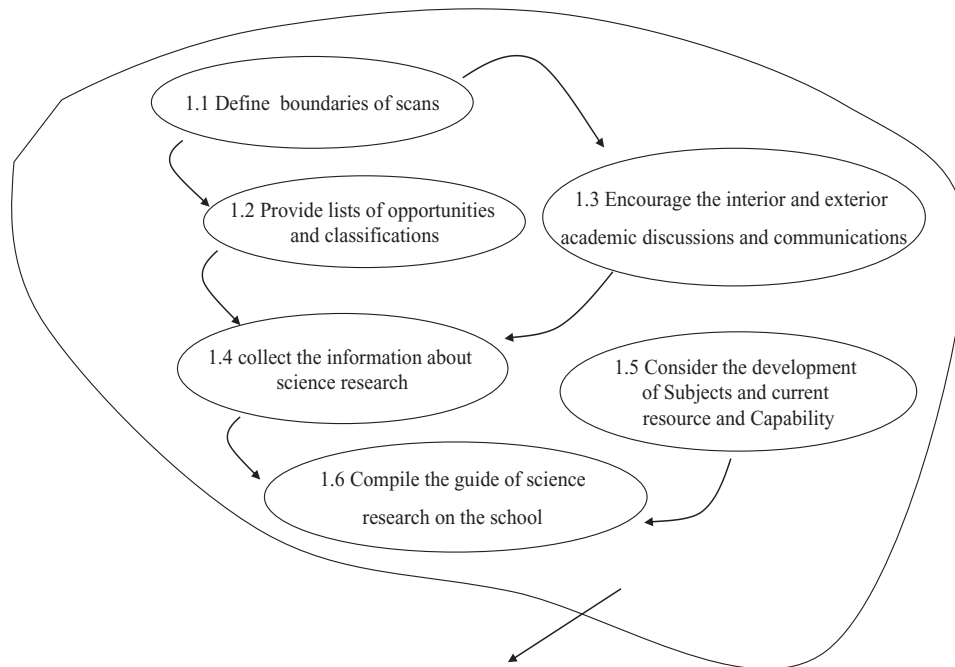 1.1 Define boundaries of scans
1.2 Provide lists of opportunities
and classifications
1.3 Encourage the interior and exterior
academic discussions and communications
1.4 collect the information about
science research
1.5 Consider the development
of Subjects and current
resource and Capability
1.6 Compile the guide of science
research on the school